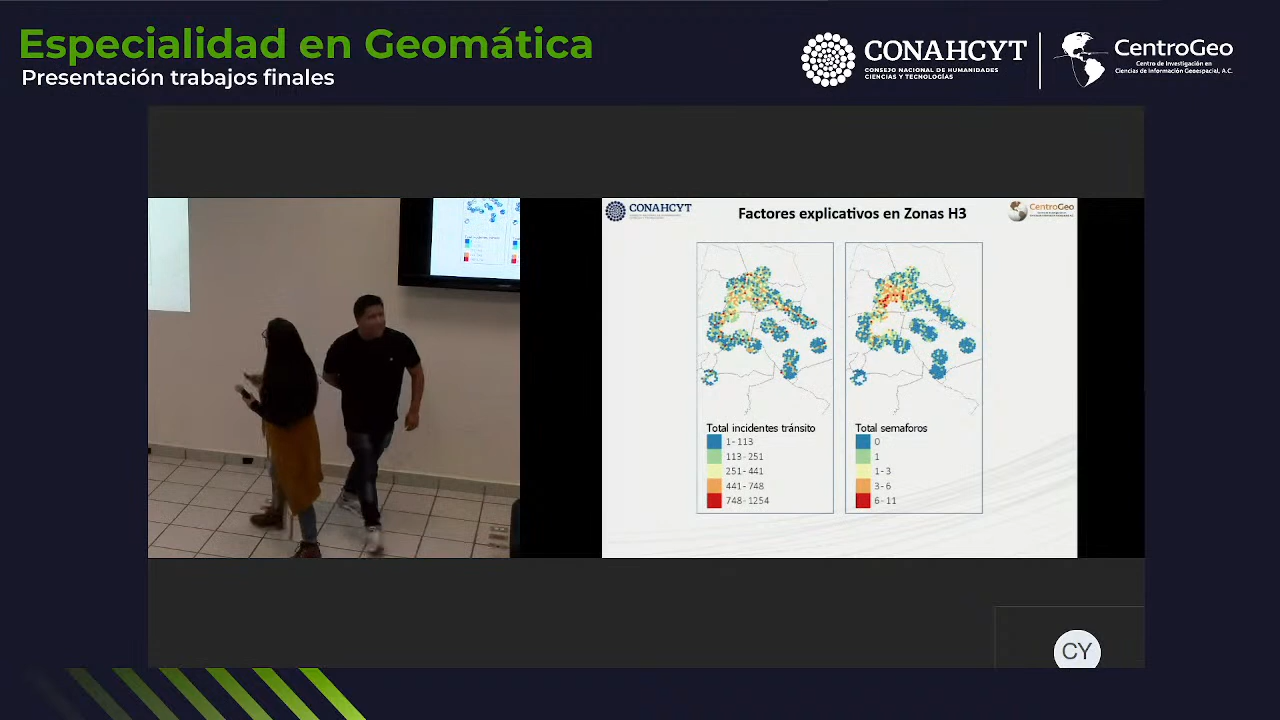 Especialidad en Geomática
Presentación trabajos finales
CONAHCYT
CONSEJO NACIONAL DE HUMANIDADES
CIENCIAS Y TECNOLOGÍAS
CentroGeo
Centro de Investigación en
Ciencias de Información Geoespacial, A.C.
CONAHCYT
Factores explicativos en Zonas H3
CentroGeo
Total incidentes tránsito
1 - 113
113 - 251
251 - 441
441 - 748
748 - 1254
Total semaforos
0
1
1 - 3
3 - 6
6 - 11
CY